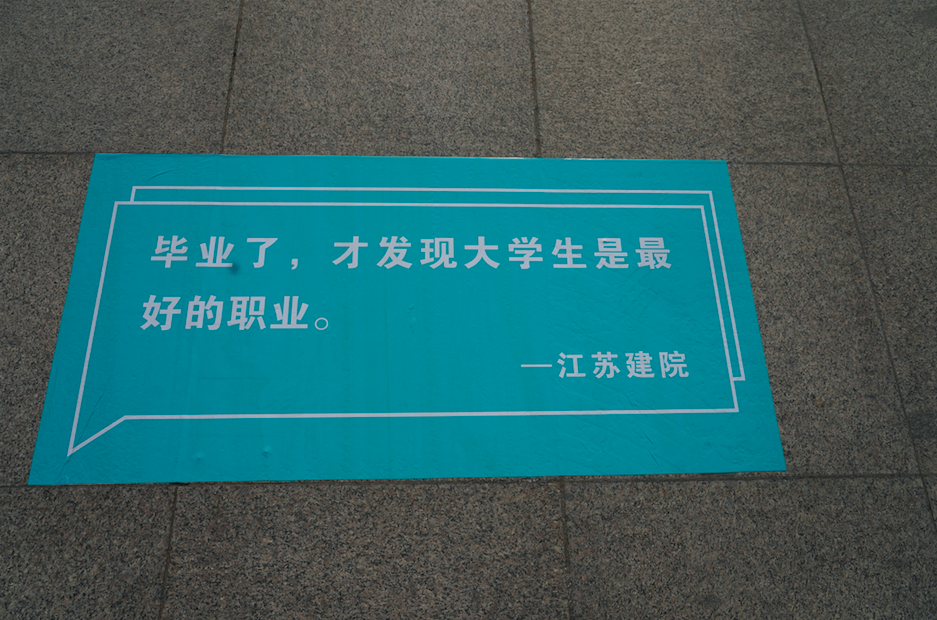 毕业了，才发现大学生是最
好的职业。
—江苏建院